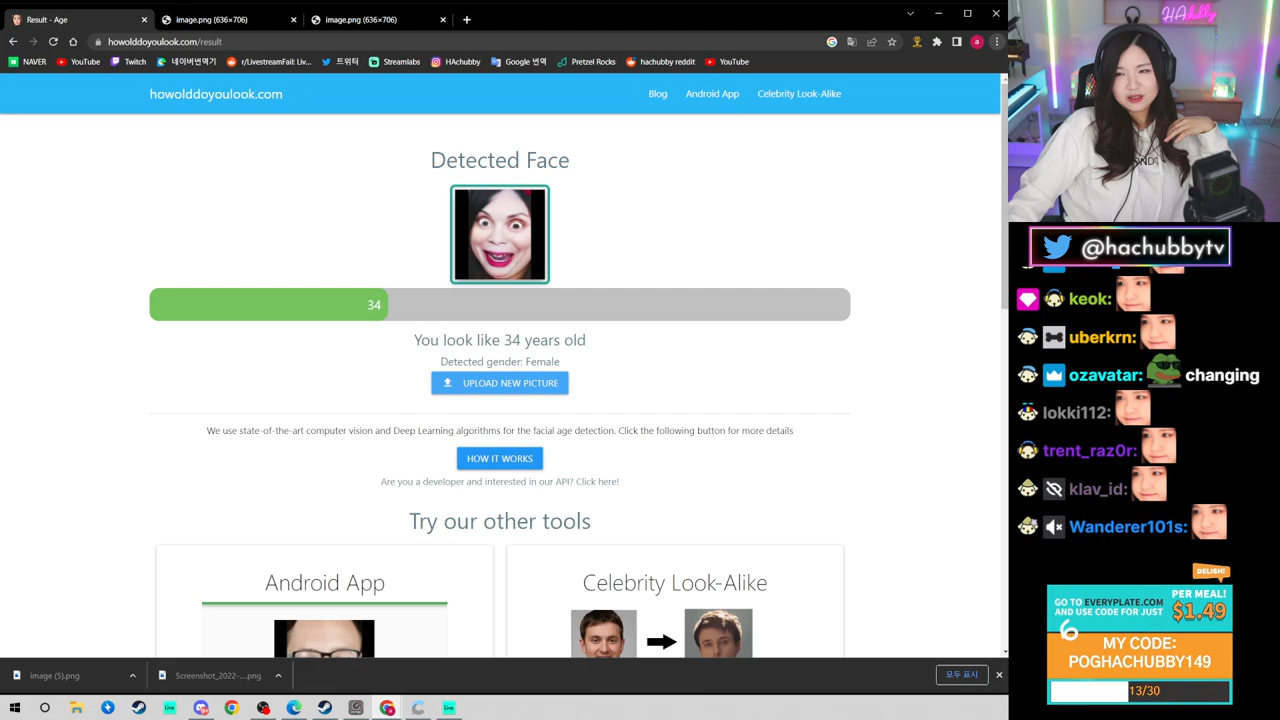 Result - Age
image.png (636×706)
image.png (636×706)
howolddoyoulook.com/result
NAVER
YouTube
Twitch
네이버번역기
r/LivestreamFail: Liv...
트위터
Streamlabs
HAchubby
Google 번역
Pretzel Rocks
hachubby reddit
YouTube
howolddoyoulook.com
Blog
Android App
Celebrity Look-Alike
Detected Face
34
You look like 34 years old
Detected gender: Female
UPLOAD NEW PICTURE
We use state-of-the-art computer vision and Deep Learning algorithms for the facial age detection. Click the following button for more details
HOW IT WORKS
Are you a developer and interested in our API? Click here!
Try our other tools
Android App
Celebrity Look-Alike
image (5).png
Screenshot_2022-....png
모두 표시
@hachubbytv
keok:
uberkrn:
ozavatar: changing
lokki112:
trent_raz0r:
klav_id:
Wanderer101s:
DELISH!
GO TO EVERYPLATE.COM
AND USE CODE FOR JUST
PER MEAL!
$1.49
6
MY CODE:
POGHACHUBBY149
13/30